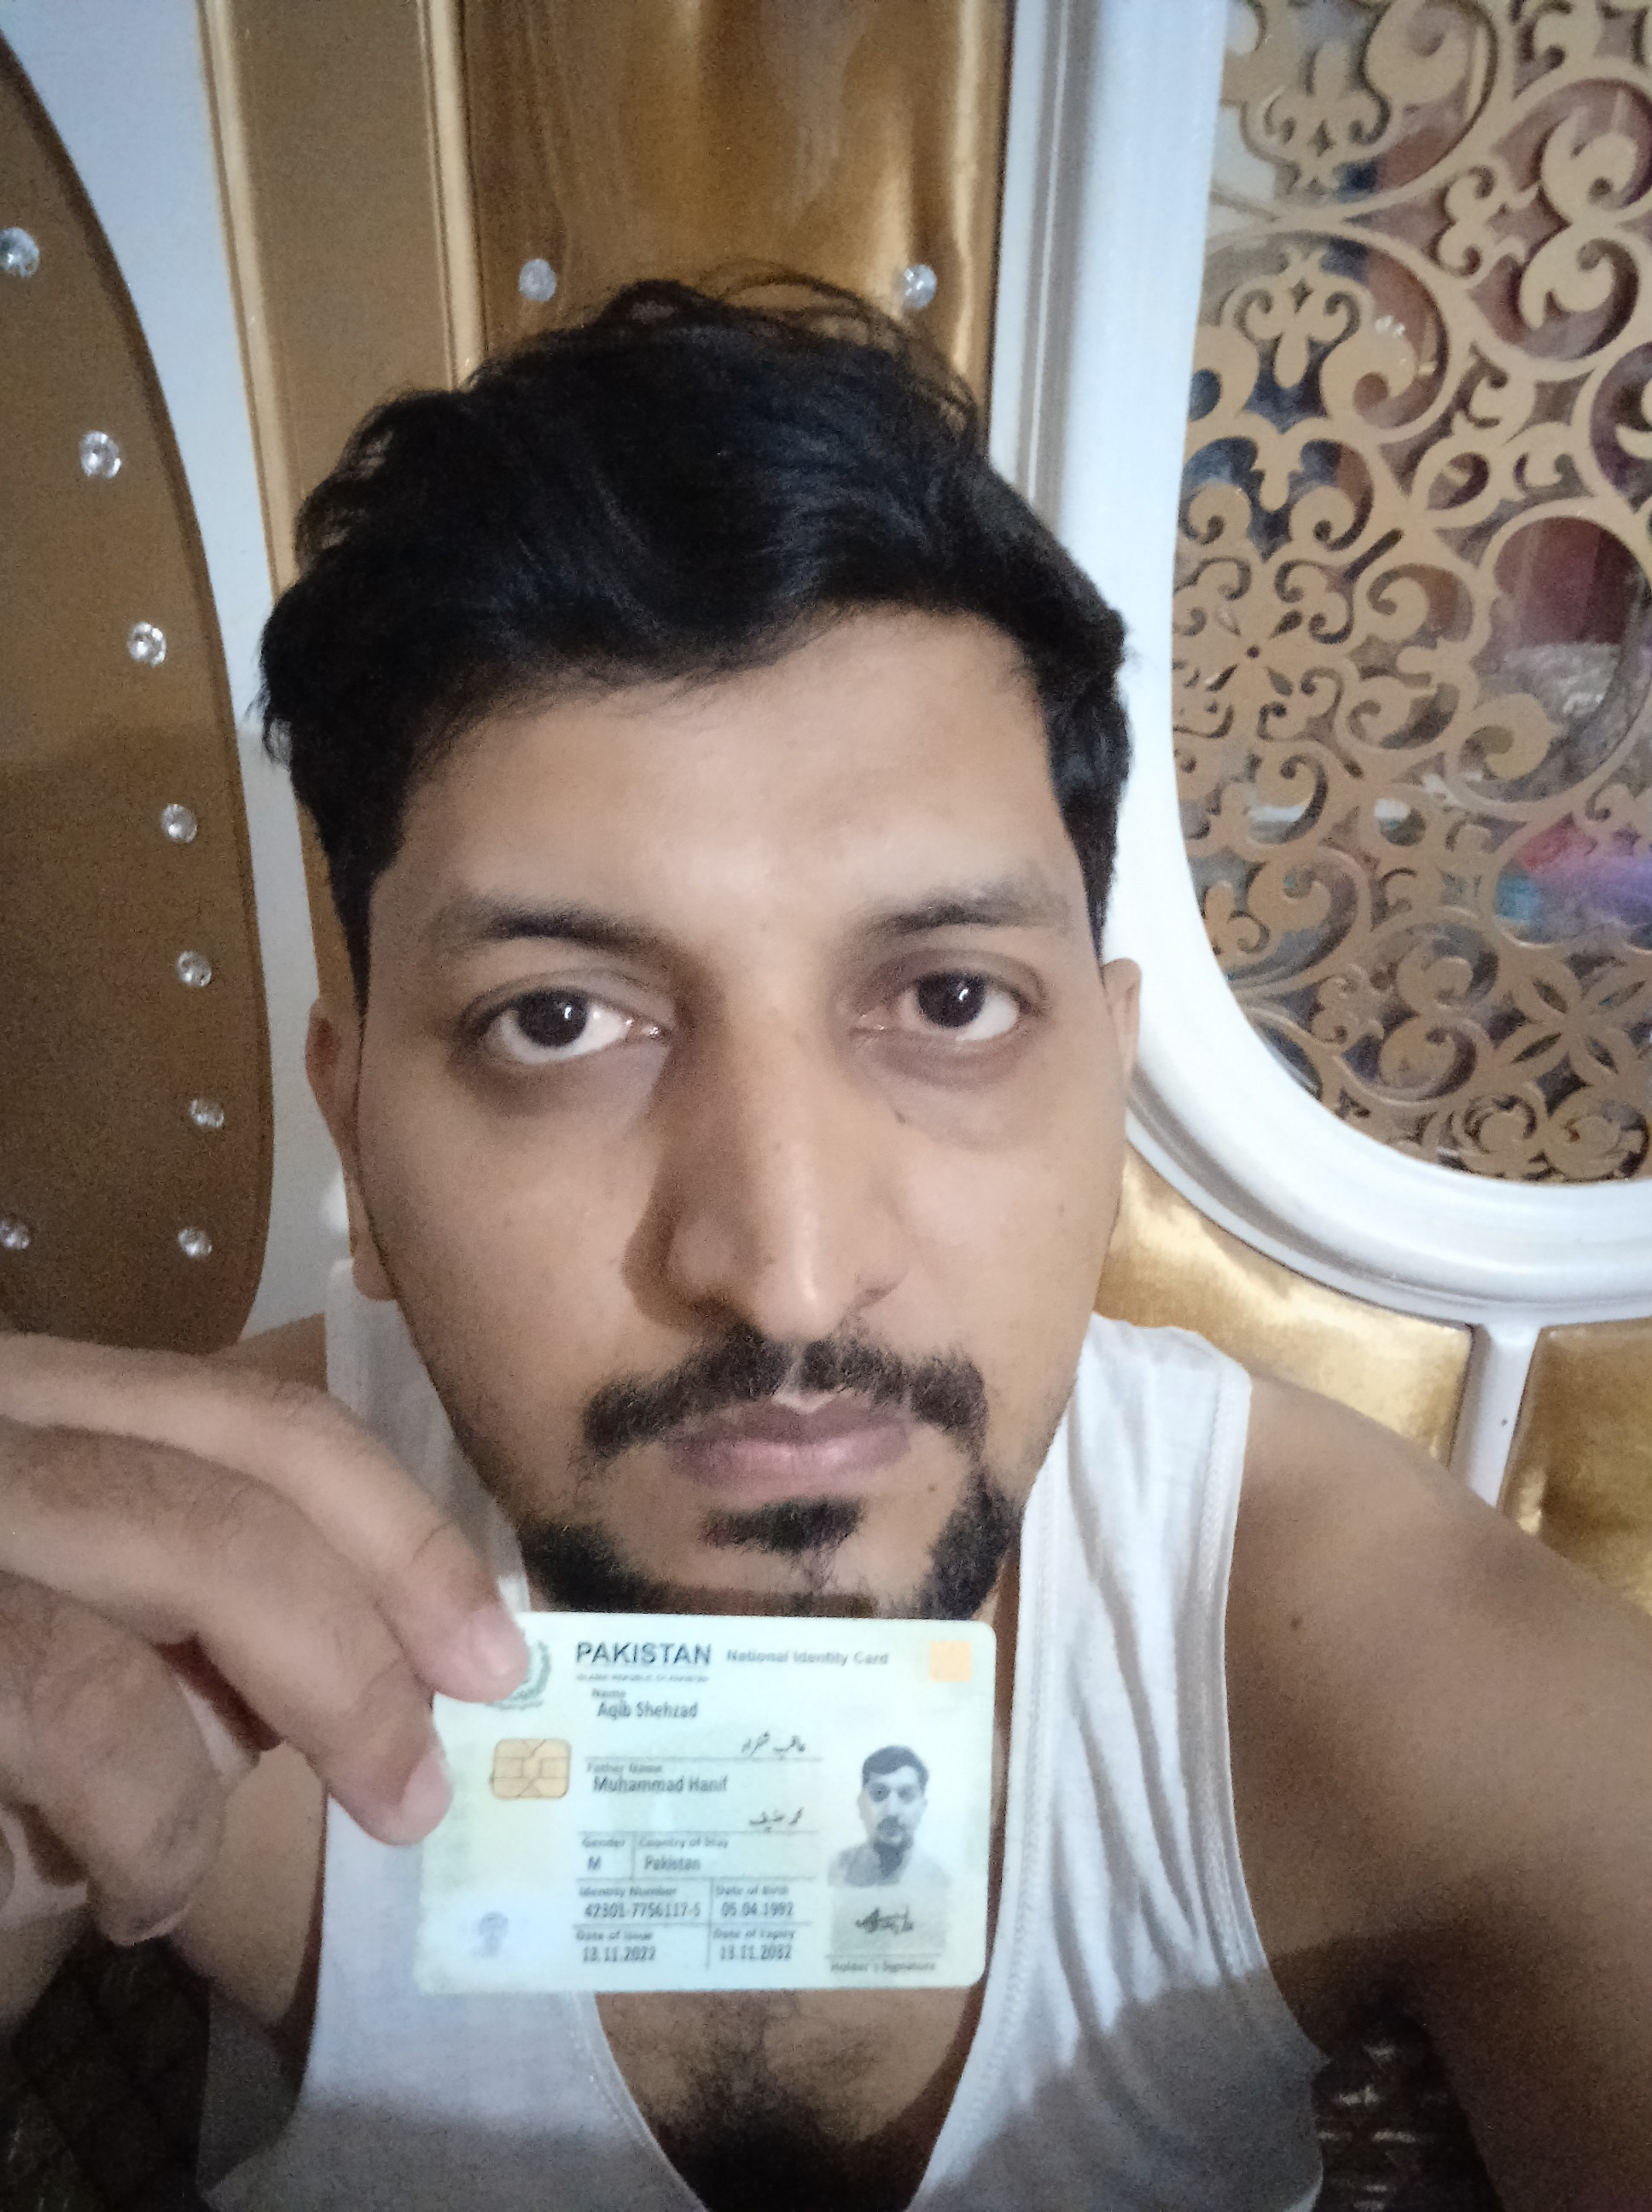 PAKISTAN National Identity Card
ISLAMIC REPUBLIC OF PAKISTAN
Name
Aqib Shehzad
عاقب شہزاد
Father Name
Muhammad Hanif
محمد حنیف
Gender Country of Stay
M Pakistan
Identity Number Date of Birth
42301-7756117-5 05.04.1992
Date of Issue Date of Expiry
13.11.2022 13.11.2032
Holder's Signature